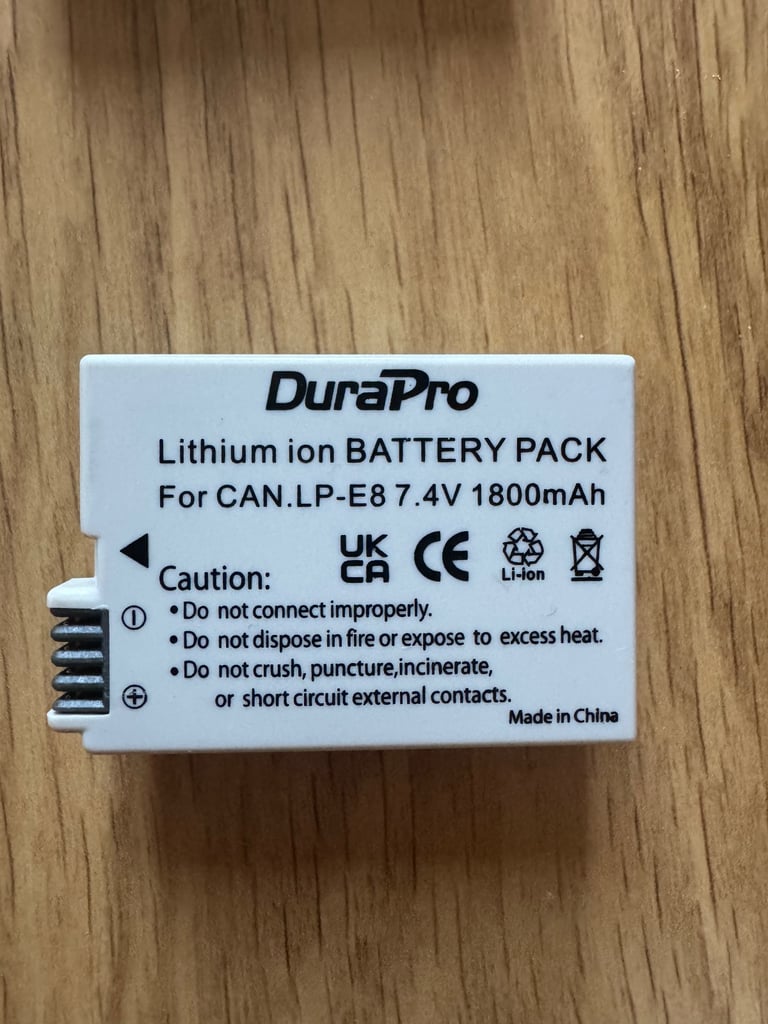 DuraPro
Lithium ion BATTERY PACK
For CAN.LP-E8 7.4V 1800mAh
UK
CA
CE
Li-ion
Caution:
•Do not connect improperly.
•Do not dispose in fire or expose to excess heat.
•Do not crush, puncture,incinerate,
or short circuit external contacts.
Made in China